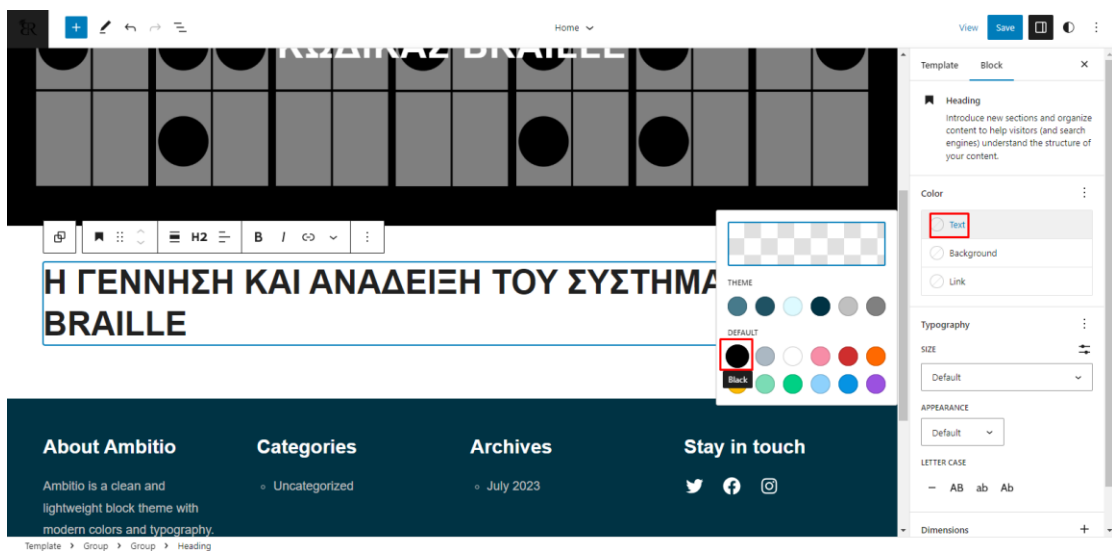 Home
View
Save
ΚΩΔΙΚΑΣ BRAILLE
Template
Block
Heading
Introduce new sections and organize
content to help visitors (and search
engines) understand the structure of
your content.
Color
Text
Background
Link
Typography
SIZE
Default
APPEARANCE
Default
LETTER CASE
– AB ab Ab
Dimensions
H2
B I
Η ΓΕΝΝΗΣΗ ΚΑΙ ΑΝΑΔΕΙΞΗ ΤΟΥ ΣΥΣΤΗΜΑ
BRAILLE
THEME
DEFAULT
Black
About Ambitio
Ambitio is a clean and
lightweight block theme with
modern colors and typography.
Categories
Uncategorized
Archives
July 2023
Stay in touch
Template > Group > Group > Heading